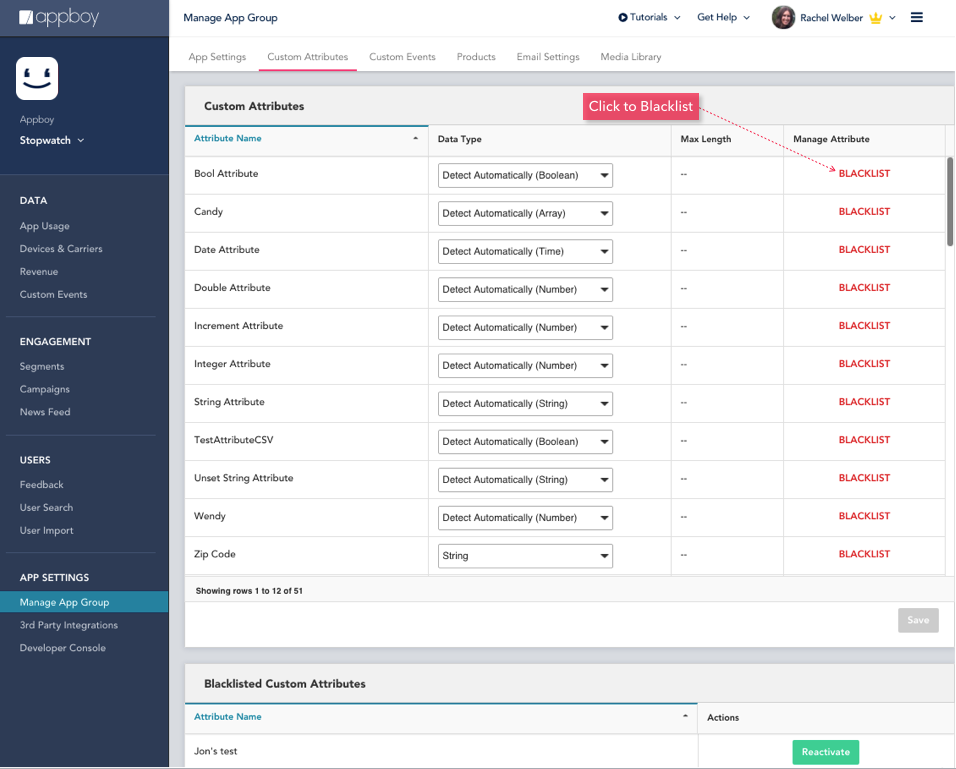 appboy
Manage App Group
Tutorials
Get Help
Rachel Welber
App Settings
Custom Attributes
Custom Events
Products
Email Settings
Media Library
Appboy
Stopwatch
DATA
App Usage
Devices & Carriers
Revenue
Custom Events
ENGAGEMENT
Segments
Campaigns
News Feed
USERS
Feedback
User Search
User Import
APP SETTINGS
Manage App Group
3rd Party Integrations
Developer Console
Custom Attributes
Click to Blacklist
Attribute Name Data Type Max Length Manage Attribute
Bool Attribute Detect Automatically (Boolean) -- BLACKLIST
Candy Detect Automatically (Array) -- BLACKLIST
Date Attribute Detect Automatically (Time) -- BLACKLIST
Double Attribute Detect Automatically (Number) -- BLACKLIST
Increment Attribute Detect Automatically (Number) -- BLACKLIST
Integer Attribute Detect Automatically (Number) -- BLACKLIST
String Attribute Detect Automatically (String) -- BLACKLIST
TestAttributeCSV Detect Automatically (Boolean) -- BLACKLIST
Unset String Attribute Detect Automatically (String) -- BLACKLIST
Wendy Detect Automatically (Number) -- BLACKLIST
Zip Code String -- BLACKLIST
Showing rows 1 to 12 of 51
Save
Blacklisted Custom Attributes
Attribute Name Actions
Jon's test Reactivate